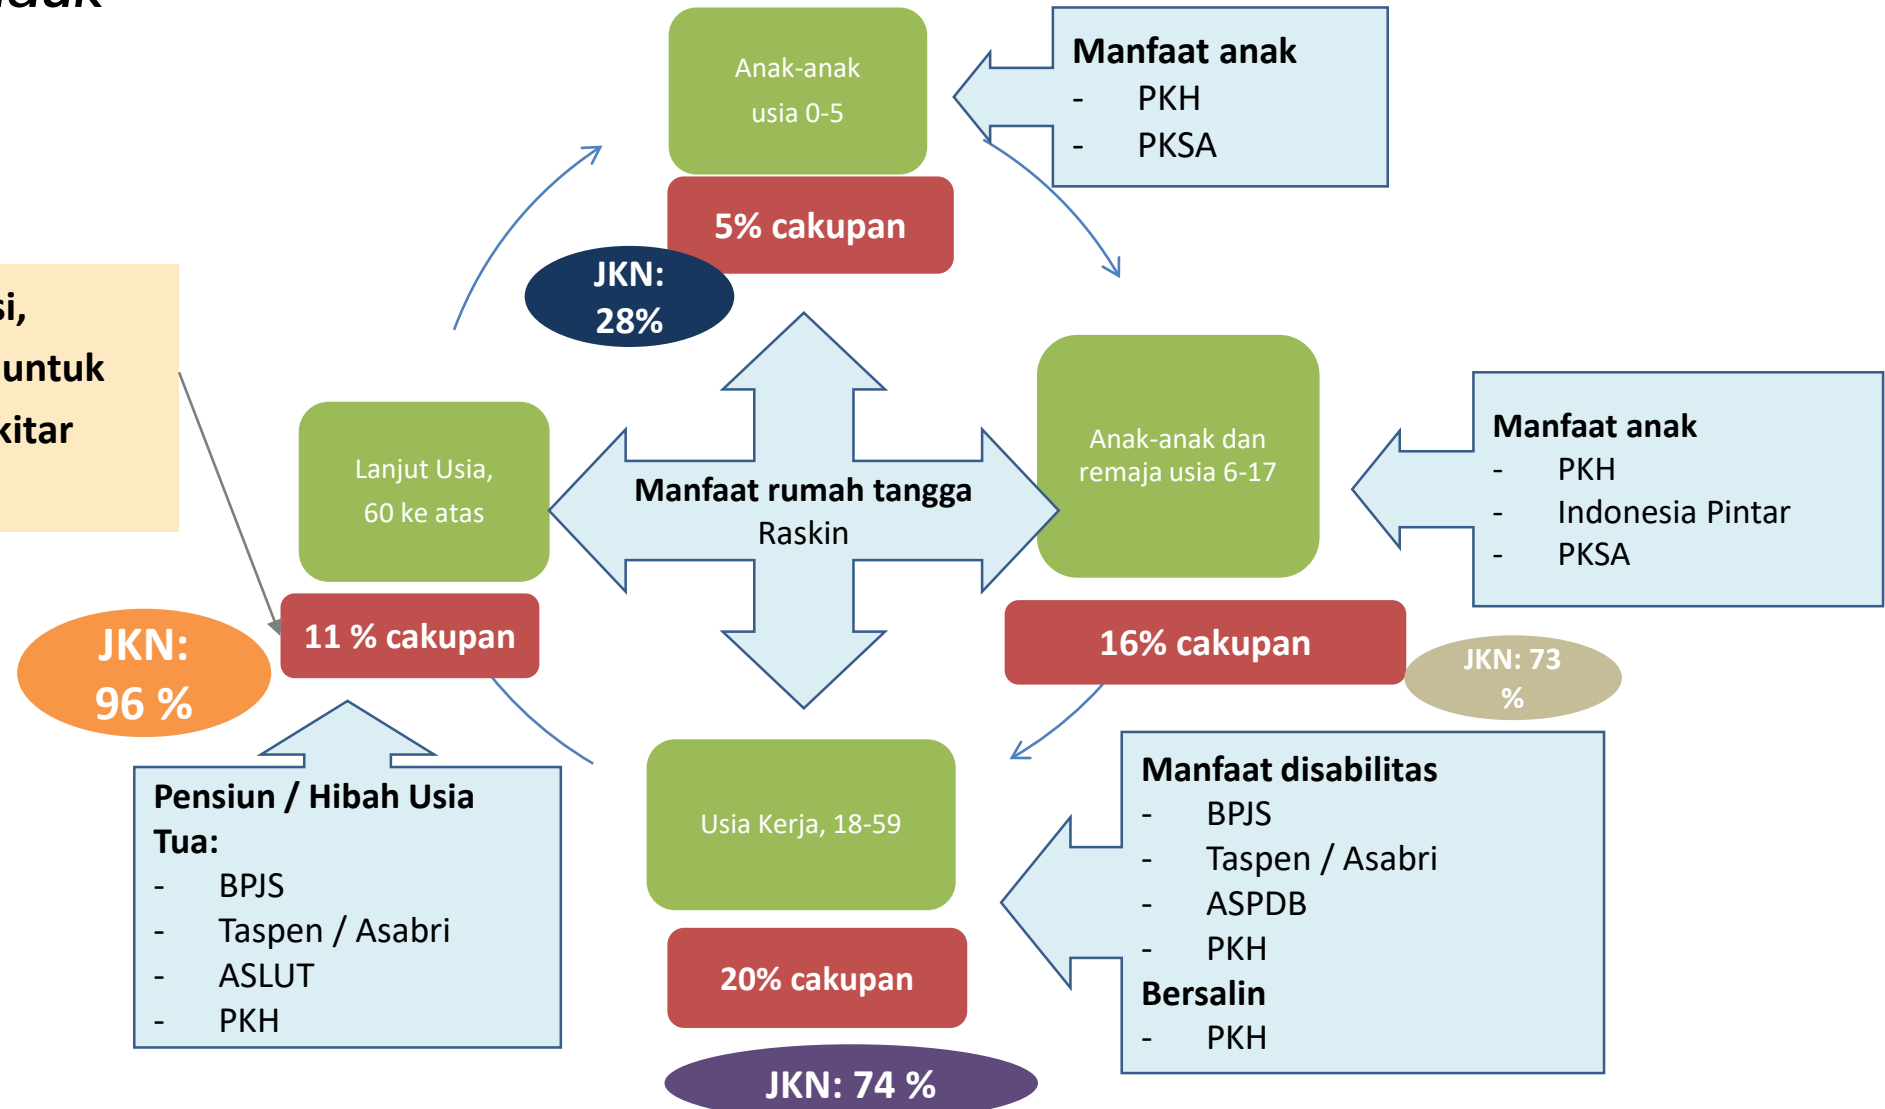 Anak-anak
usia 0-5
Manfaat anak
- PKH
- PKSA
5% cakupan
JKN:
28%
untuk
Lanjut Usia,
60 ke atas
Manfaat rumah tangga
Raskin
Anak-anak dan
remaja usia 6-17
Manfaat anak
- PKH
- Indonesia Pintar
- PKSA
JKN:
96 %
11 % cakupan
16% cakupan
JKN: 73
%
Pensiun / Hibah Usia
Tua:
- BPJS
- Taspen / Asabri
- ASLUT
- PKH
Usia Kerja, 18-59
20% cakupan
JKN: 74 %
Manfaat disabilitas
- BPJS
- Taspen / Asabri
- ASPDB
- PKH
Bersalin
- PKH